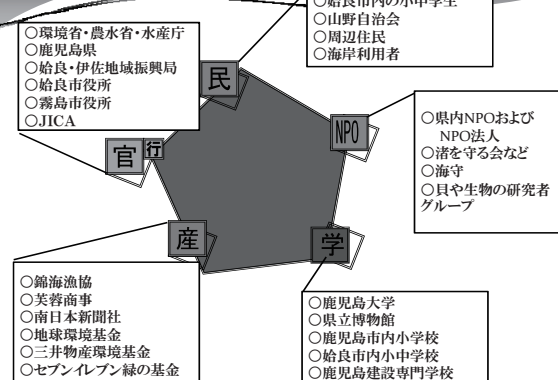 ○環境省・農水省・水産庁
○鹿児島県
○姶良・伊佐地域振興局
○姶良市役所
○霧島市役所
○JICA
○姶良市内の小中学生
○山野自治会
○周辺住民
○海岸利用者
民
官
行
NPO
○県内NPOおよび
NPO法人
○渚を守る会など
○海守
○貝や生物の研究者
グループ
産
学
○錦海漁協
○芙蓉商事
○南日本新聞社
○地球環境基金
○三井物産環境基金
○セブンイレブン緑の基金
○鹿児島大学
○県立博物館
○鹿児島市内小学校
○姶良市内小中学校
○鹿児島建設専門学校